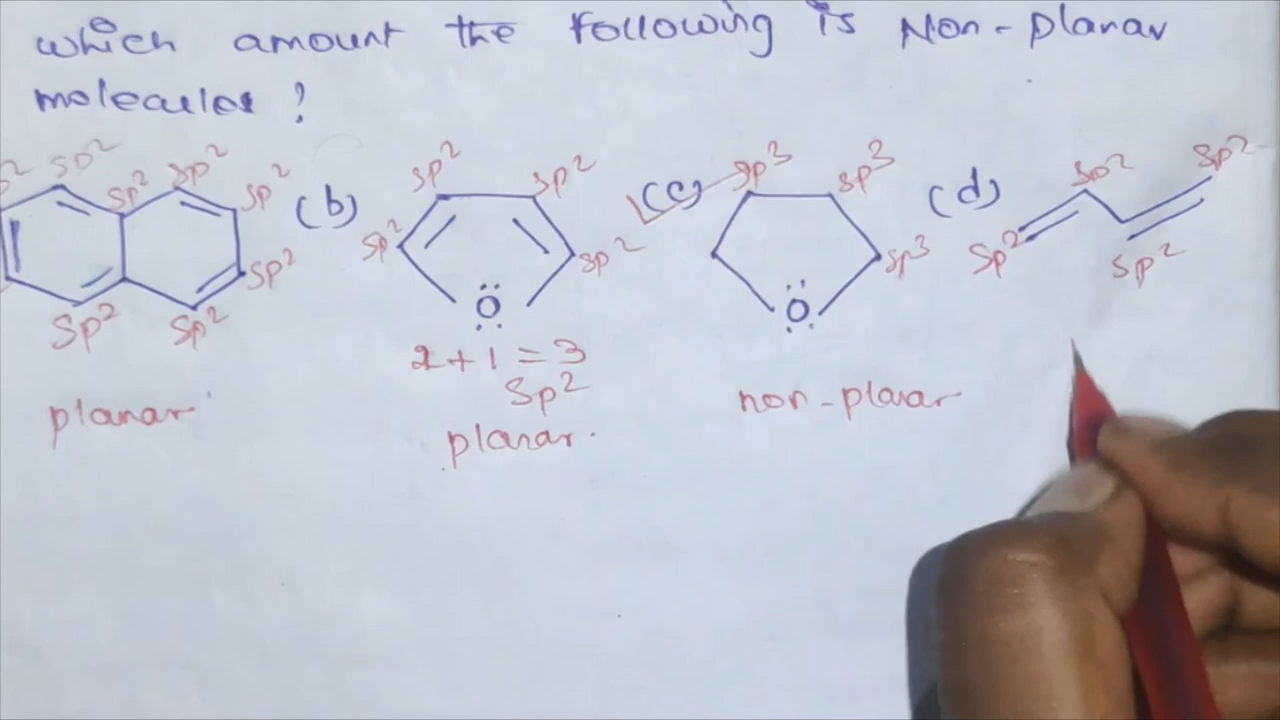 which amount the following is Non-planar
molecules ?
sp² sp² sp² sp² (b) sp² sp² (c) sp³ sp³ (d) sp² sp²
sp² sp² sp² sp³ sp² sp²
sp² sp² Ö O
2+1=3
sp²
planar planar. non-planar